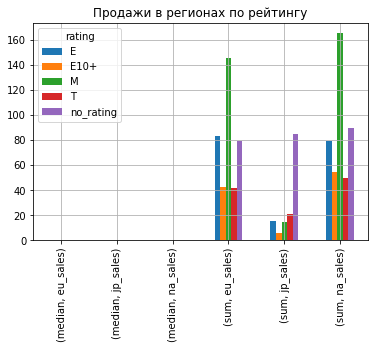 Продажи в регионах по рейтингу
rating
E
E10+
M
T
no_rating
160
140
120
100
80
60
40
20
0
(median, eu_sales)
(median, jp_sales)
(median, na_sales)
(sum, eu_sales)
(sum, jp_sales)
(sum, na_sales)